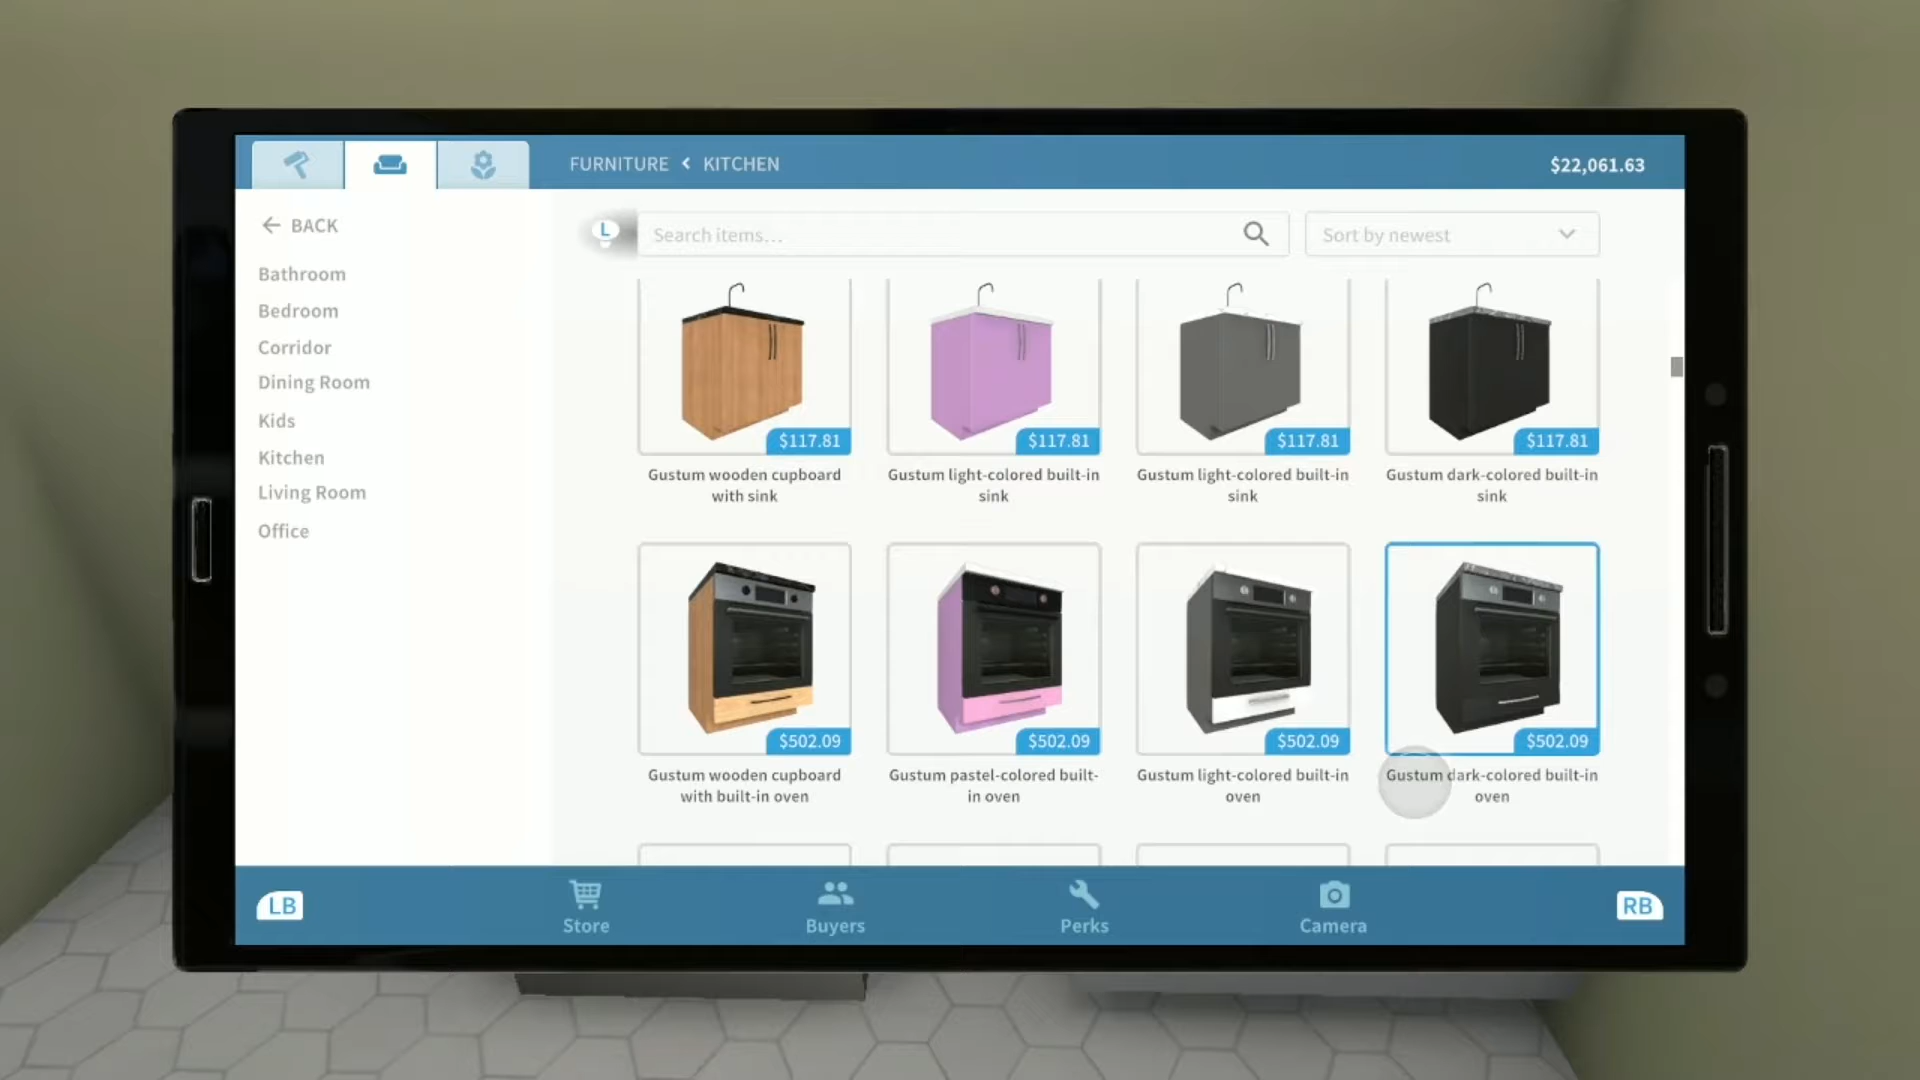 FURNITURE < KITCHEN
$22,061.63
BACK
Bathroom
Bedroom
Corridor
Dining Room
Kids
Kitchen
Living Room
Office
L
Search items...
Sort by newest
$117.81
$117.81
$117.81
$117.81
Gustum wooden cupboard
with sink
Gustum light-colored built-in
sink
Gustum light-colored built-in
sink
Gustum dark-colored built-in
sink
$502.09
$502.09
$502.09
$502.09
Gustum wooden cupboard
with built-in oven
Gustum pastel-colored built-
in oven
Gustum light-colored built-in
oven
Gustum dark-colored built-in
oven
LB
Store
Buyers
Perks
Camera
RB